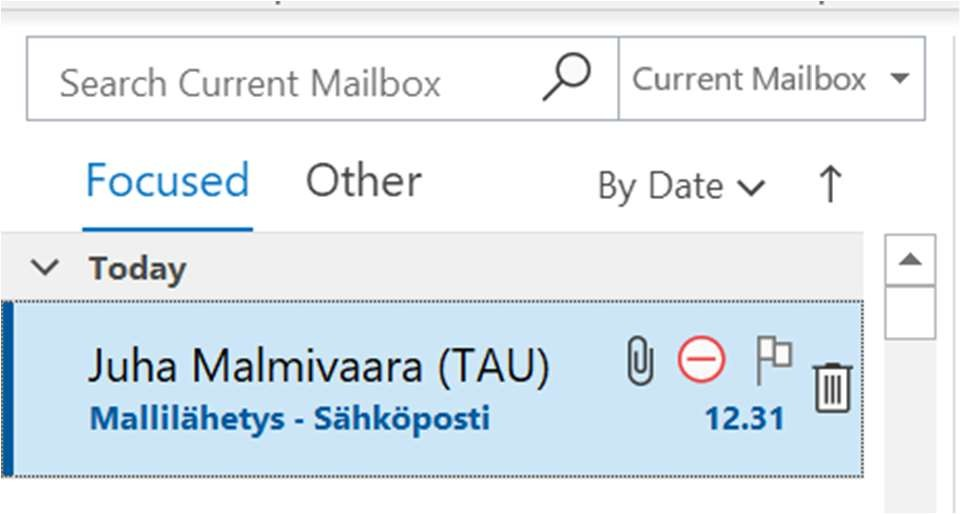 Search Current Mailbox Current Mailbox
Focused Other By Date
Today
Juha Malmivaara (TAU)
Mallilähetys - Sähköposti 12.31